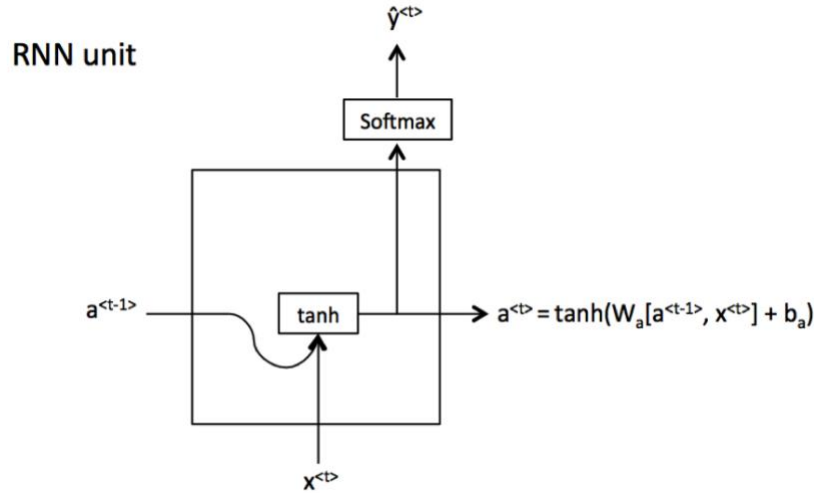 ŷ<t>
RNN unit
Softmax
a<t-1>
tanh
a<t> = tanh(Wₐ[a<t-1>, x<t>] + bₐ)
x<t>